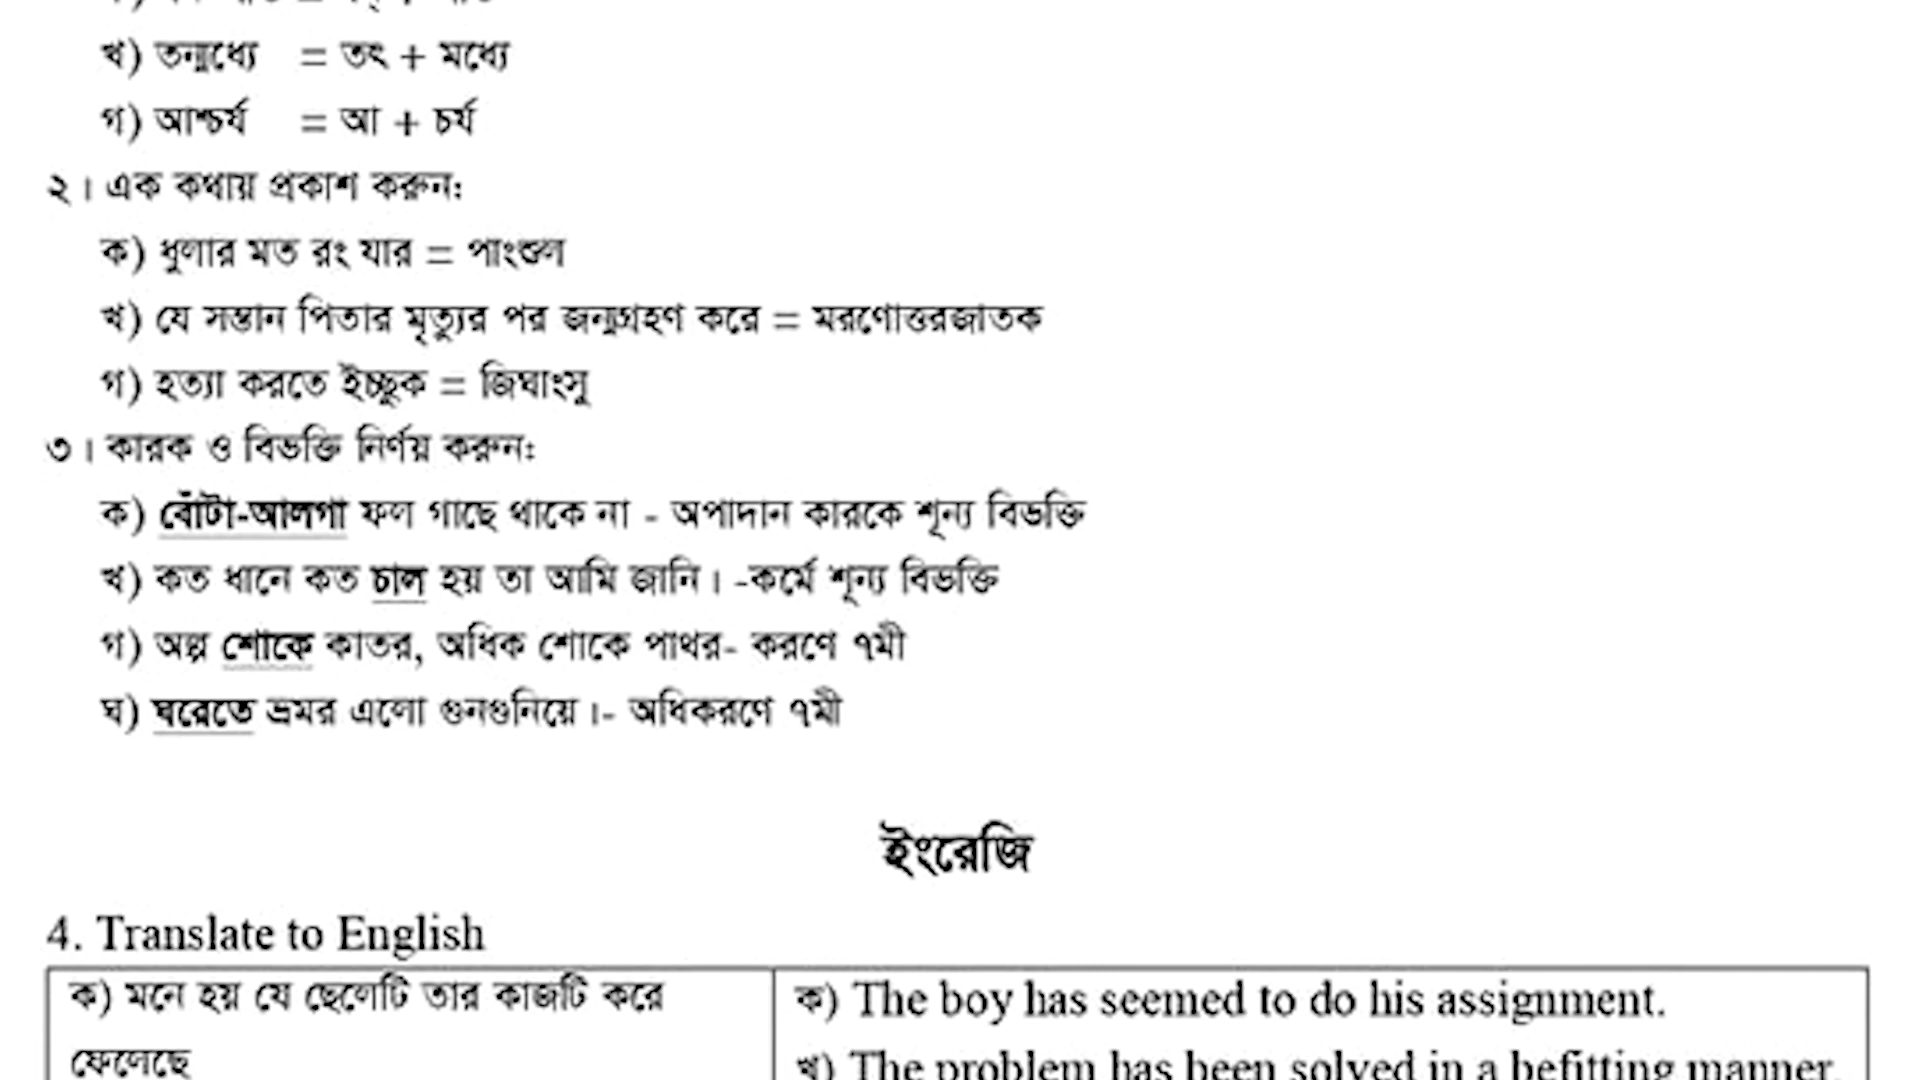 খ) তন্মধ্যে = তৎ + মধ্যে
গ) আশ্চর্য = আ + চর্য
২। এক কথায় প্রকাশ করুন:
ক) ধুলার মত রং যার = পাংশুল
খ) যে সন্তান পিতার মৃত্যুর পর জন্মগ্রহণ করে = মরণোত্তরজাতক
গ) হত্যা করতে ইচ্ছুক = জিঘাংসু
৩। কারক ও বিভক্তি নির্ণয় করুন:
ক) বোঁটা-আলগা ফল গাছে থাকে না - অপাদান কারকে শূন্য বিভক্তি
খ) কত ধানে কত চাল হয় তা আমি জানি। -কর্মে শূন্য বিভক্তি
গ) অল্প শোকে কাতর, অধিক শোকে পাথর- করণে ৭মী
ঘ) ঘরেতে ভ্রমর এলো গুনগুনিয়ে।- অধিকরণে ৭মী
ইংরেজি
4. Translate to English
ক) মনে হয় যে ছেলেটি তার কাজটি করে
ফেলেছে
ক) The boy has seemed to do his assignment.
খ) The problem has been solved in a befitting manner.